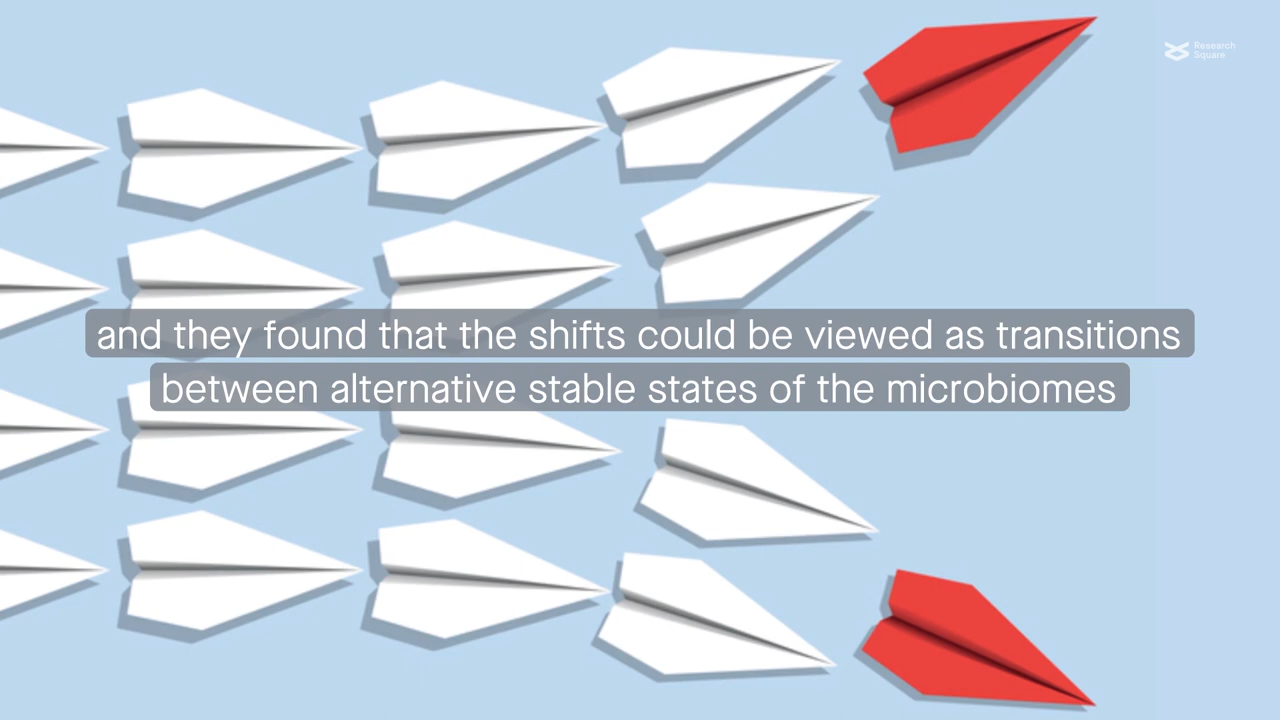 Research
Square
and they found that the shifts could be viewed as transitions
between alternative stable states of the microbiomes